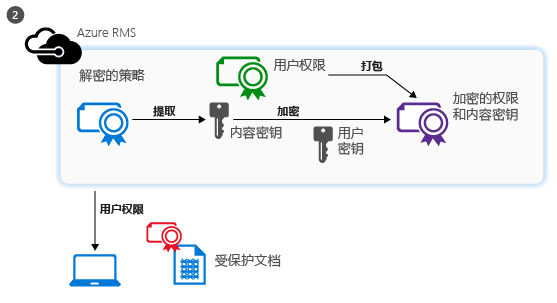 2
Azure RMS
解密的策略
用户权限
打包
提取
内容密钥
加密
用户
密钥
加密的权限
和内容密钥
用户权限
受保护文档